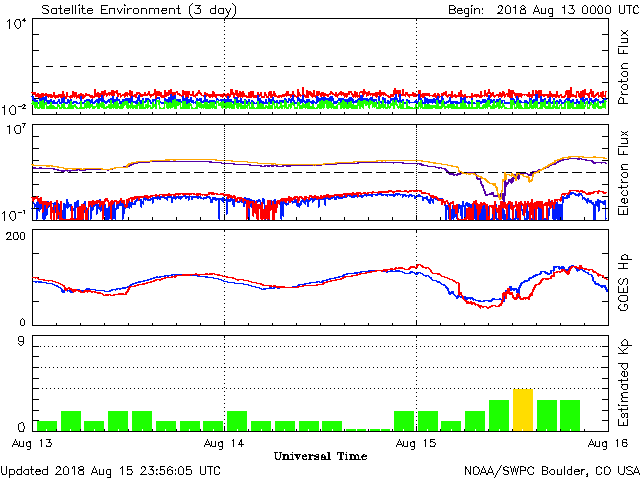 Satellite Environment (3 day) Begin: 2018 Aug 13 0000 UTC
10⁴
10⁻²
Proton Flux
10⁷
10⁻¹
Electron Flux
200
0
GOES Hp
9
0
Estimated Kp
Aug 13 Aug 14 Aug 15 Aug 16
Universal Time
Updated 2018 Aug 15 23:56:05 UTC NOAA/SWPC Boulder, CO USA